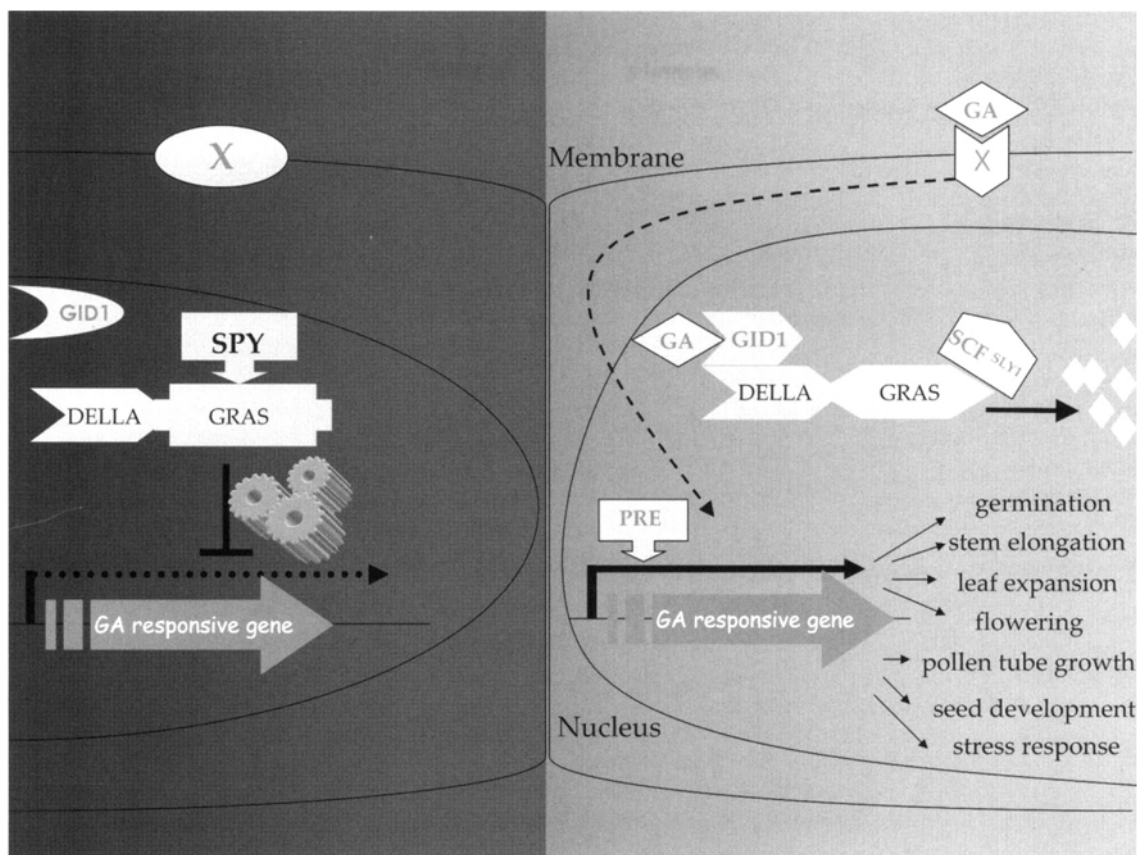 X
Membrane
GA
X
GID1
SPY
DELLA
GRAS
GA
GID1
SCF SLY1
DELLA
GRAS
PRE
GA responsive gene
GA responsive gene
germination
stem elongation
leaf expansion
flowering
pollen tube growth
seed development
stress response
Nucleus